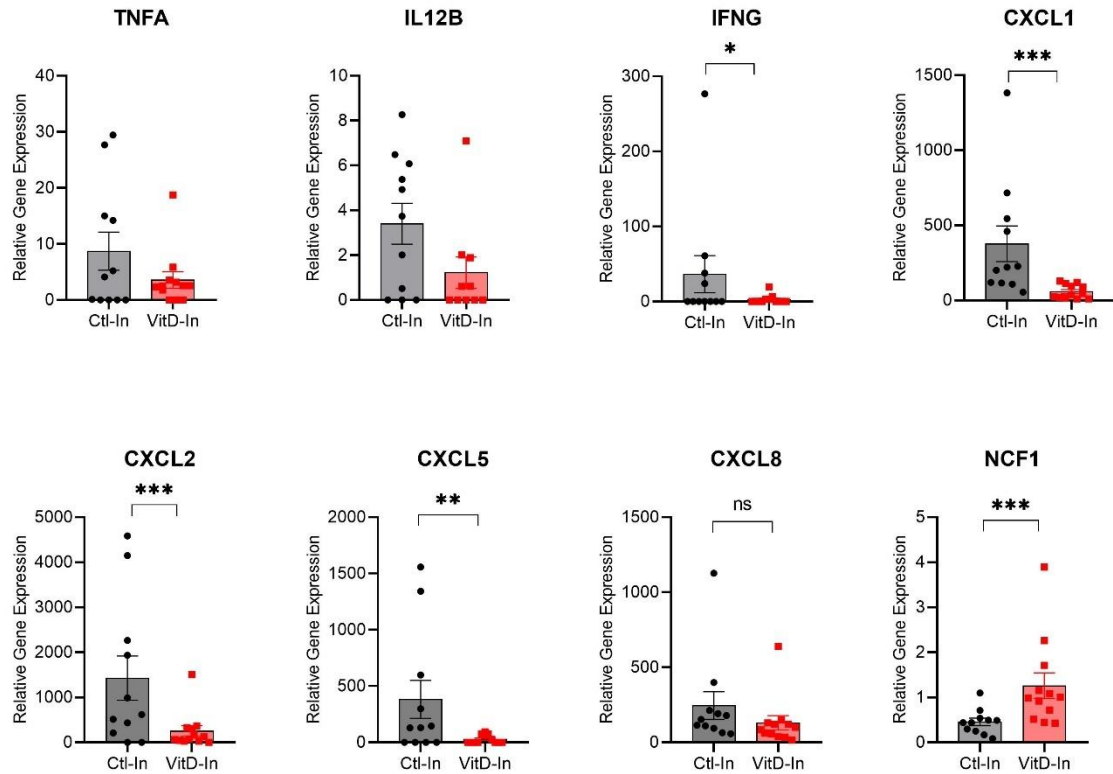 TNFA
IL12B
IFNG
CXCL1
Relative Gene Expression
40
30
20
10
0
Ctl-In VitD-In
Relative Gene Expression
10
8
6
4
2
0
Ctl-In VitD-In
*
Relative Gene Expression
300
200
100
0
Ctl-In VitD-In
***
Relative Gene Expression
1500
1000
500
0
Ctl-In VitD-In
CXCL2
CXCL5
CXCL8
NCF1
***
Relative Gene Expression
5000
4000
3000
2000
1000
0
Ctl-In VitD-In
**
Relative Gene Expression
2000
1500
1000
500
0
Ctl-In VitD-In
ns
Relative Gene Expression
1500
1000
500
0
Ctl-In VitD-In
***
Relative Gene Expression
5
4
3
2
1
0
Ctl-In VitD-In